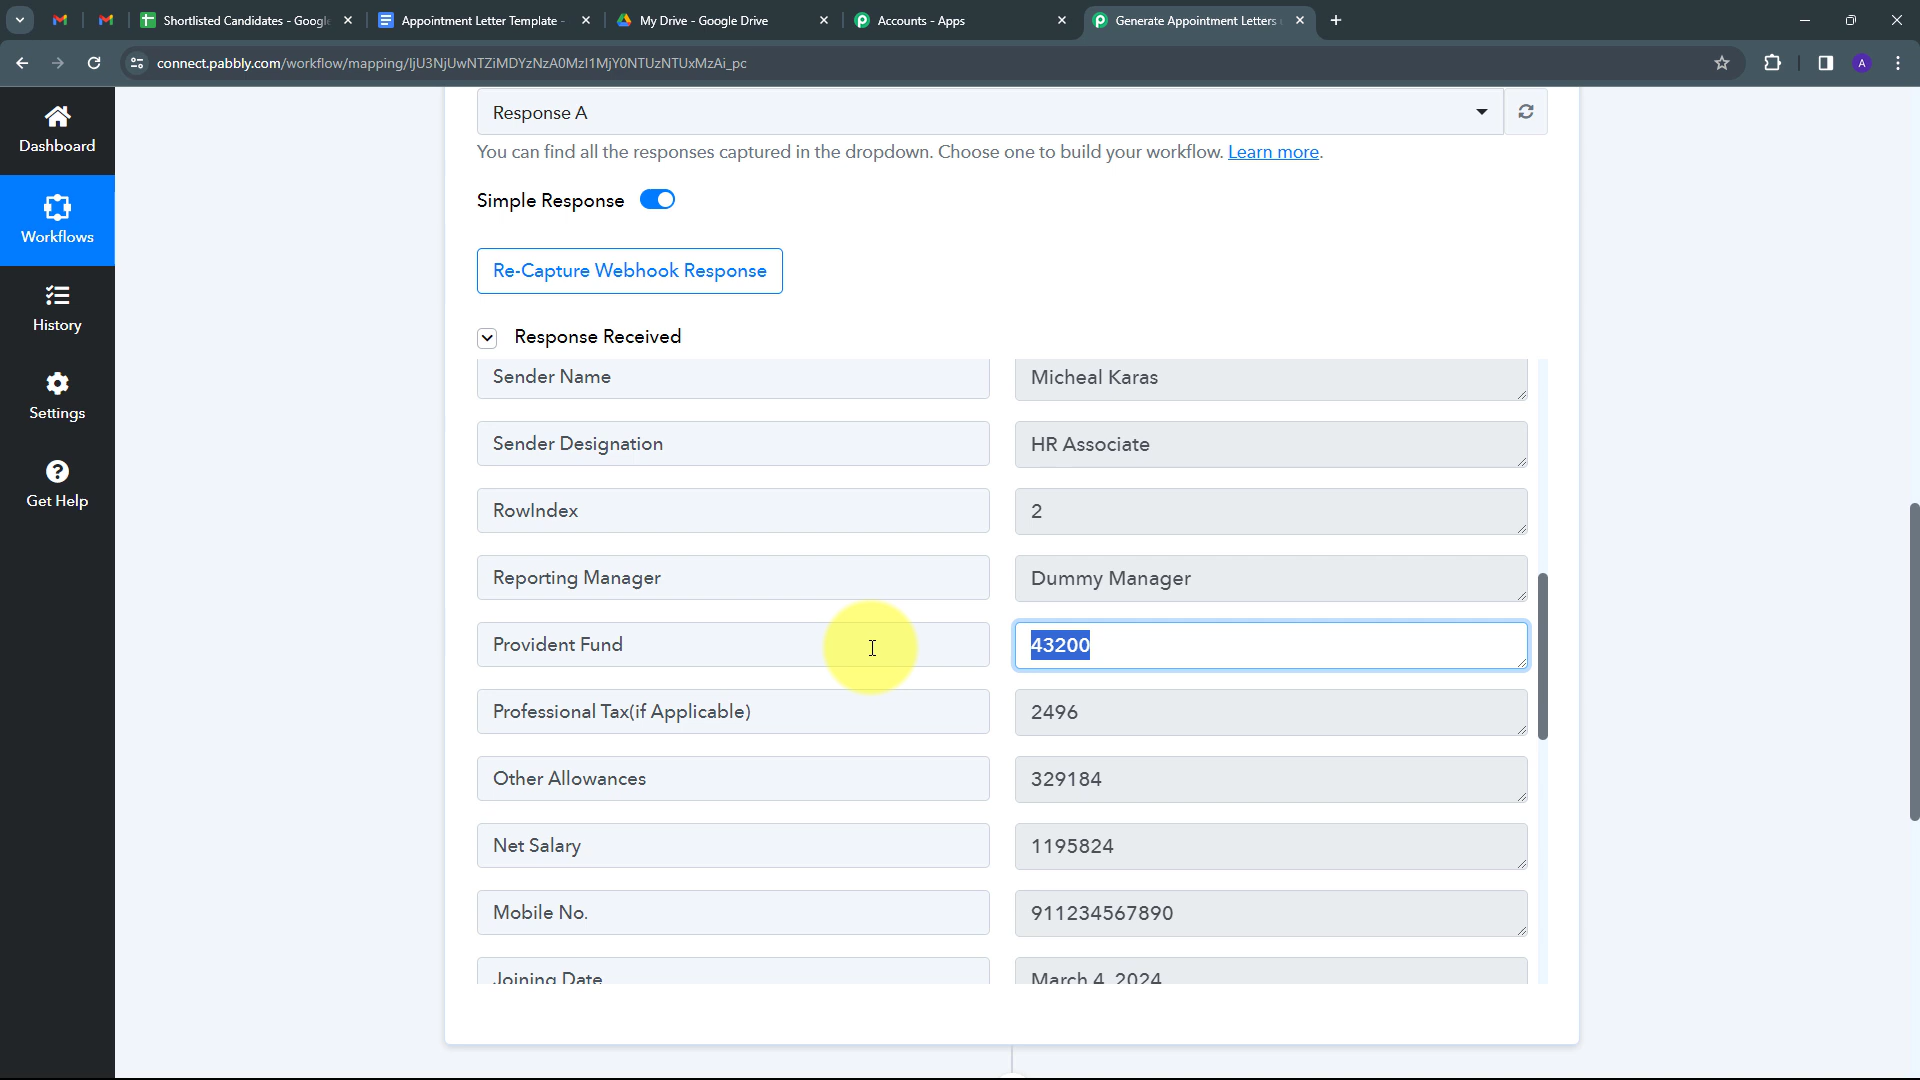 Shortlisted Candidates - Google
Appointment Letter Template -
My Drive - Google Drive
Accounts - Apps
Generate Appointment Letters
connect.pabbly.com/workflow/mapping/IjU3NjUwNTZiMDYzNzA0MzI1MjY0NTUzNTUxMzAi_pc
A
Dashboard
Workflows
History
Settings
Get Help
Response A
You can find all the responses captured in the dropdown. Choose one to build your workflow. Learn more.
Simple Response
Re-Capture Webhook Response
Response Received
Sender Name Micheal Karas
Sender Designation HR Associate
RowIndex 2
Reporting Manager Dummy Manager
Provident Fund 43200
Professional Tax(if Applicable) 2496
Other Allowances 329184
Net Salary 1195824
Mobile No. 911234567890
Joining Date March 4, 2024